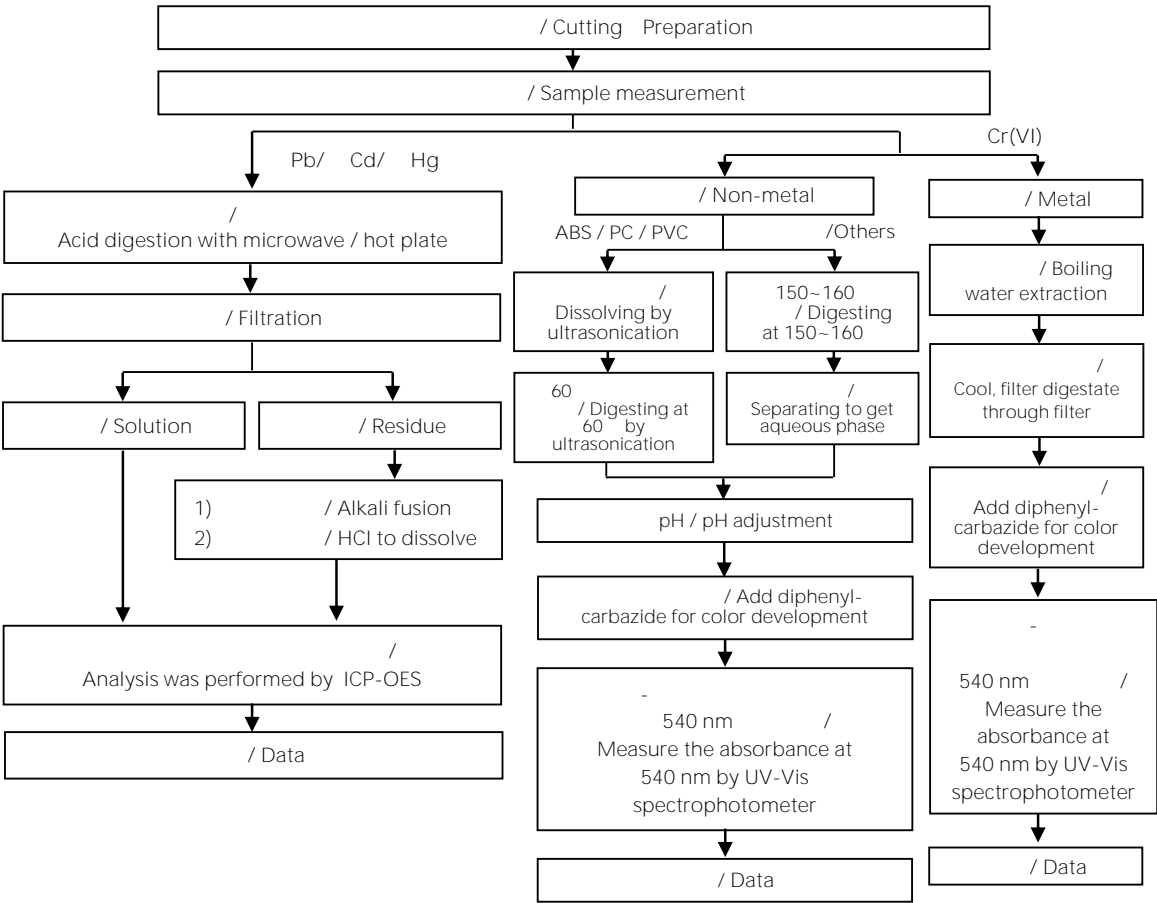 / Cutting Preparation
/ Sample measurement
Pb/ Cd/ Hg
Cr(VI)
/
Acid digestion with microwave / hot plate
/ Filtration
/ Solution
/ Residue
1) / Alkali fusion
2) / HCl to dissolve
/
Analysis was performed by ICP-OES
/ Data
/ Non-metal
ABS / PC / PVC
/Others
/
Dissolving by
ultrasonication
150~160
/ Digesting
at 150~160
60
/ Digesting at
60 by
ultrasonication
/
Separating to get
aqueous phase
pH / pH adjustment
/ Add diphenyl-
carbazide for color development
-
540 nm /
Measure the absorbance at
540 nm by UV-Vis
spectrophotometer
/ Data
/ Metal
/ Boiling
water extraction
/
Cool, filter digestate
through filter
/
Add diphenyl-
carbazide for color
development
-
540 nm /
Measure the
absorbance at
540 nm by UV-Vis
spectrophotometer
/ Data